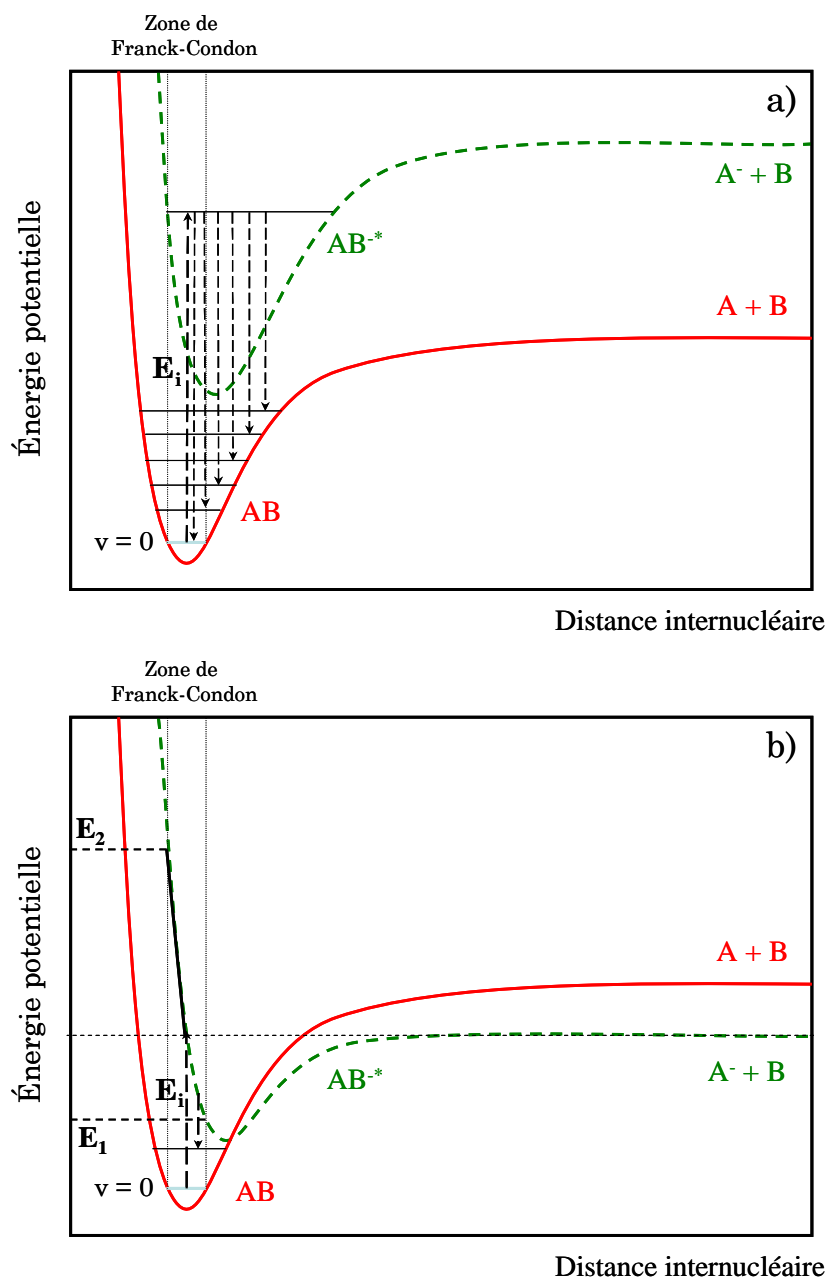 Zone de
Franck-Condon
a)
A⁻ + B
AB⁻*
A + B
Énergie potentielle
Eᵢ
AB
v = 0
Distance internucléaire
Zone de
Franck-Condon
b)
E₂
A + B
Énergie potentielle
AB⁻*
A⁻ + B
Eᵢ
E₁
v = 0
AB
Distance internucléaire